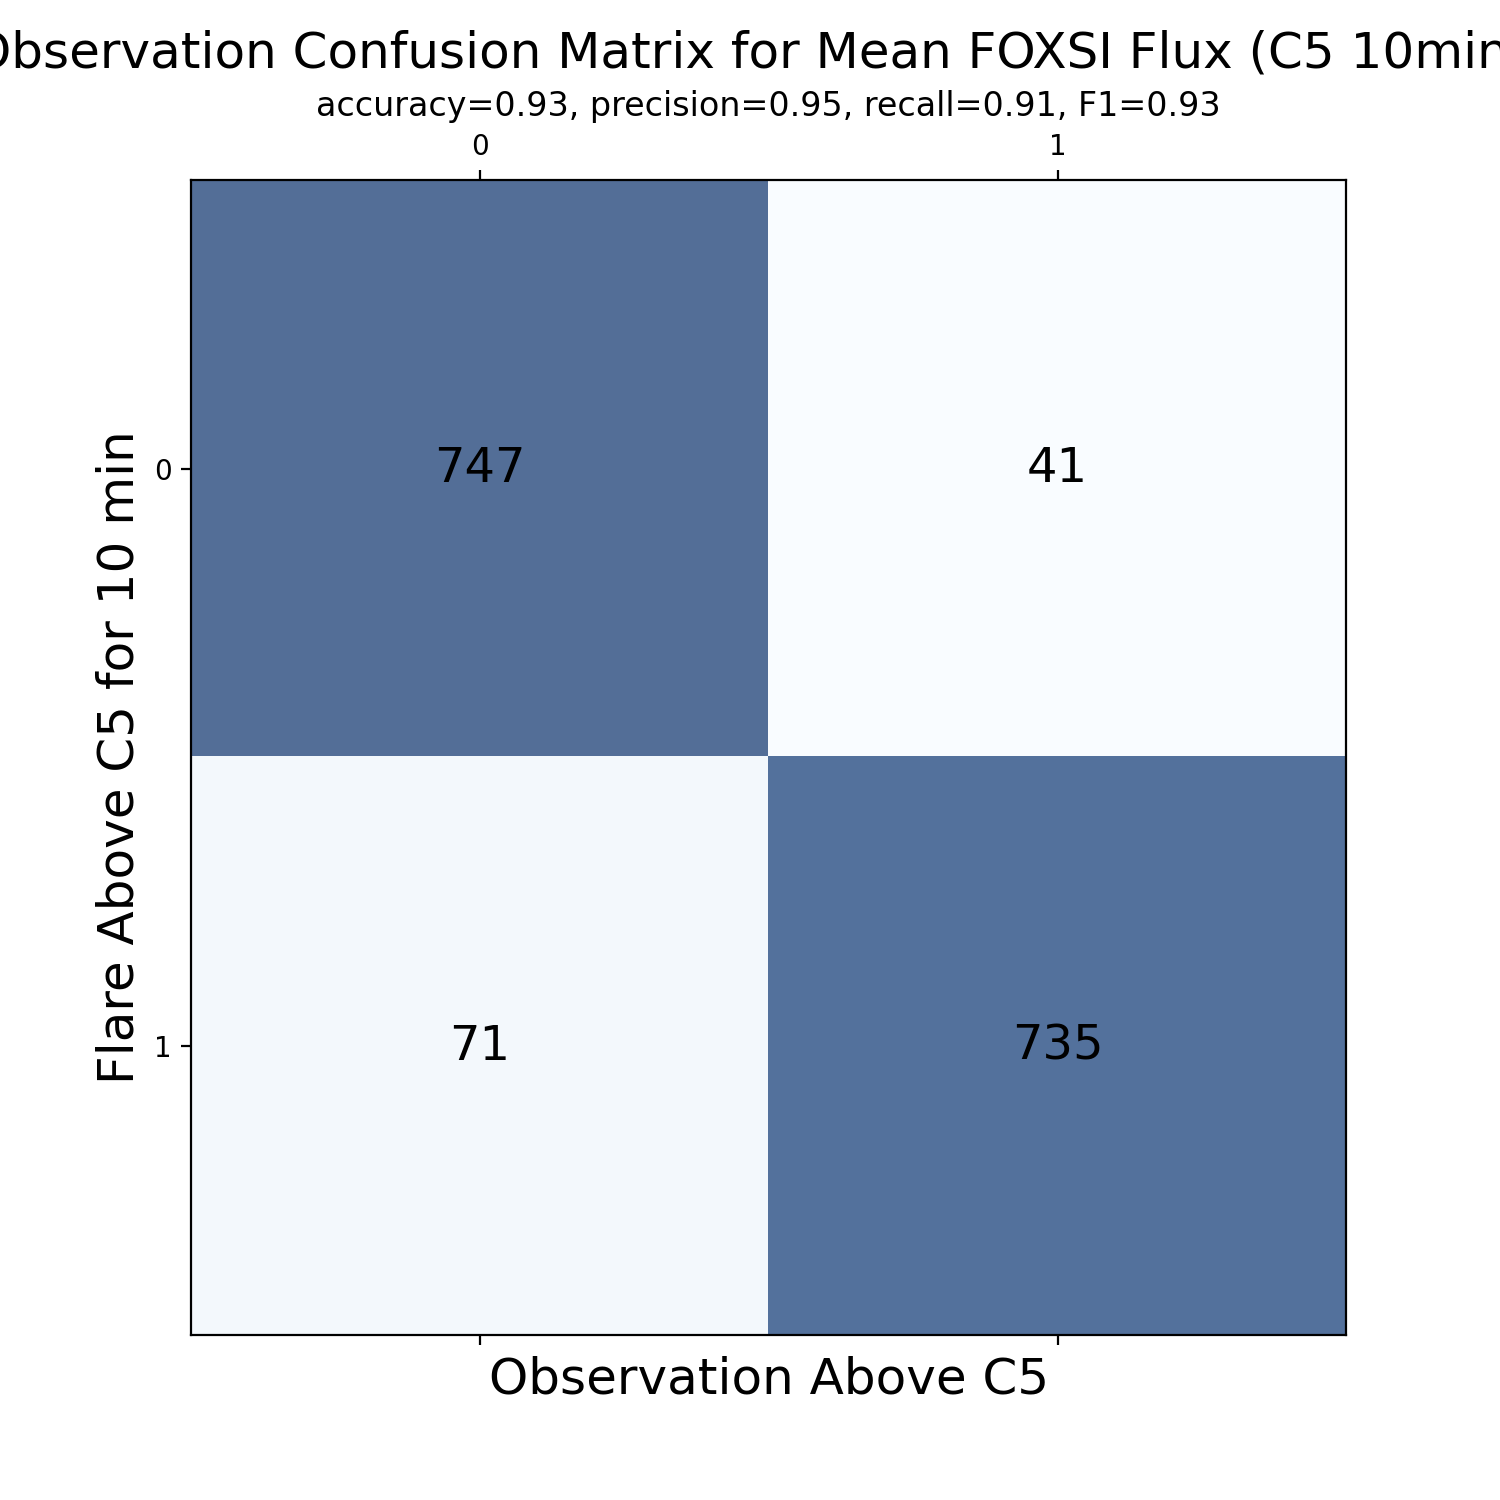 Observation Confusion Matrix for Mean FOXSI Flux (C5 10min
accuracy=0.93, precision=0.95, recall=0.91, F1=0.93
0 1
Flare Above C5 for 10 min
0
747 41
1
71 735
Observation Above C5